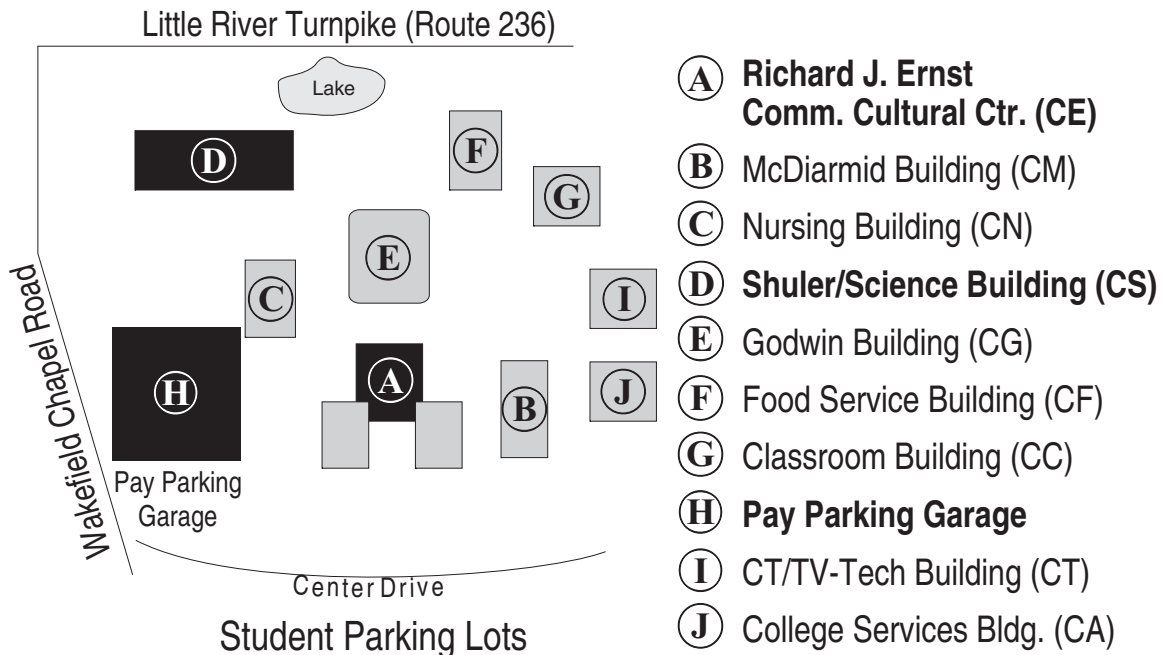 Little River Turnpike (Route 236)
Lake
D
F
G
E
C
I
H
A
B
J
Wakefield Chapel Road
Pay Parking
Garage
Center Drive
Student Parking Lots
A Richard J. Ernst
Comm. Cultural Ctr. (CE)
B McDiarmid Building (CM)
C Nursing Building (CN)
D Shuler/Science Building (CS)
E Godwin Building (CG)
F Food Service Building (CF)
G Classroom Building (CC)
H Pay Parking Garage
I CT/TV-Tech Building (CT)
J College Services Bldg. (CA)